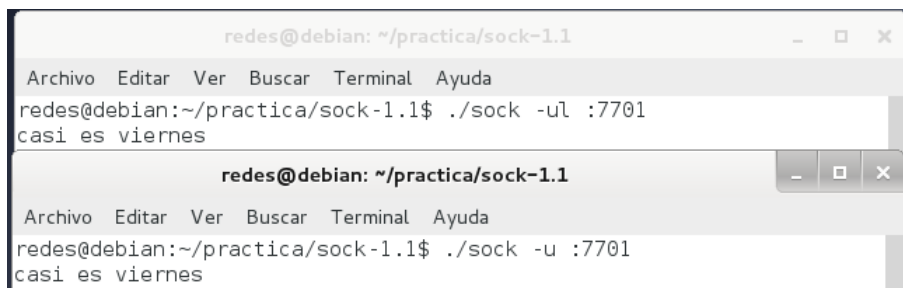 redes@debian: ~/practica/sock-1.1
Archivo Editar Ver Buscar Terminal Ayuda
redes@debian:~/practica/sock-1.1$ ./sock -ul :7701
casi es viernes
redes@debian: ~/practica/sock-1.1
Archivo Editar Ver Buscar Terminal Ayuda
redes@debian:~/practica/sock-1.1$ ./sock -u :7701
casi es viernes